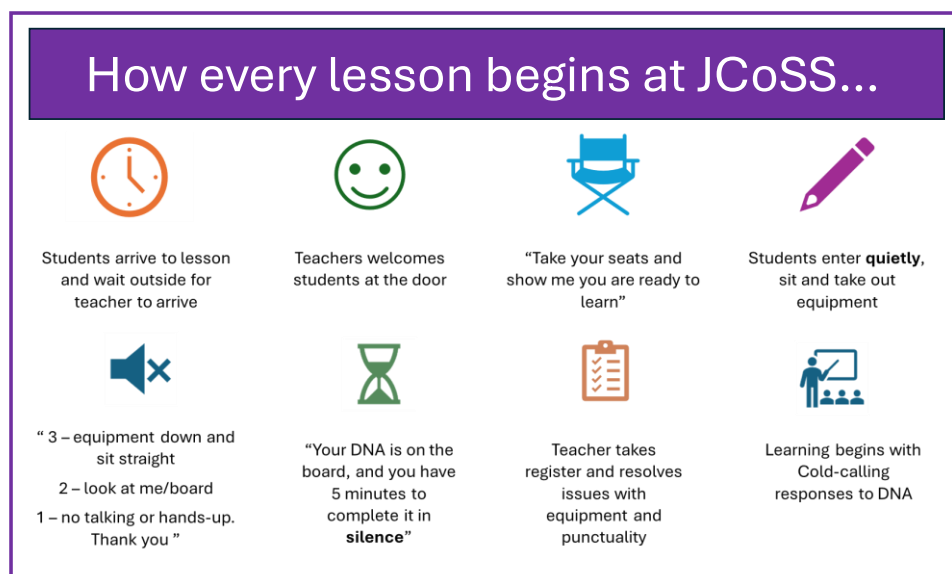 How every lesson begins at JCoSS...
Students arrive to lesson
and wait outside for
teacher to arrive
Teachers welcomes
students at the door
“Take your seats and
show me you are ready to
learn”
Students enter quietly,
sit and take out
equipment
“ 3 – equipment down and
sit straight
2 – look at me/board
1 – no talking or hands-up.
Thank you ”
“Your DNA is on the
board, and you have
5 minutes to
complete it in
silence”
Teacher takes
register and resolves
issues with
equipment and
punctuality
Learning begins with
Cold-calling
responses to DNA